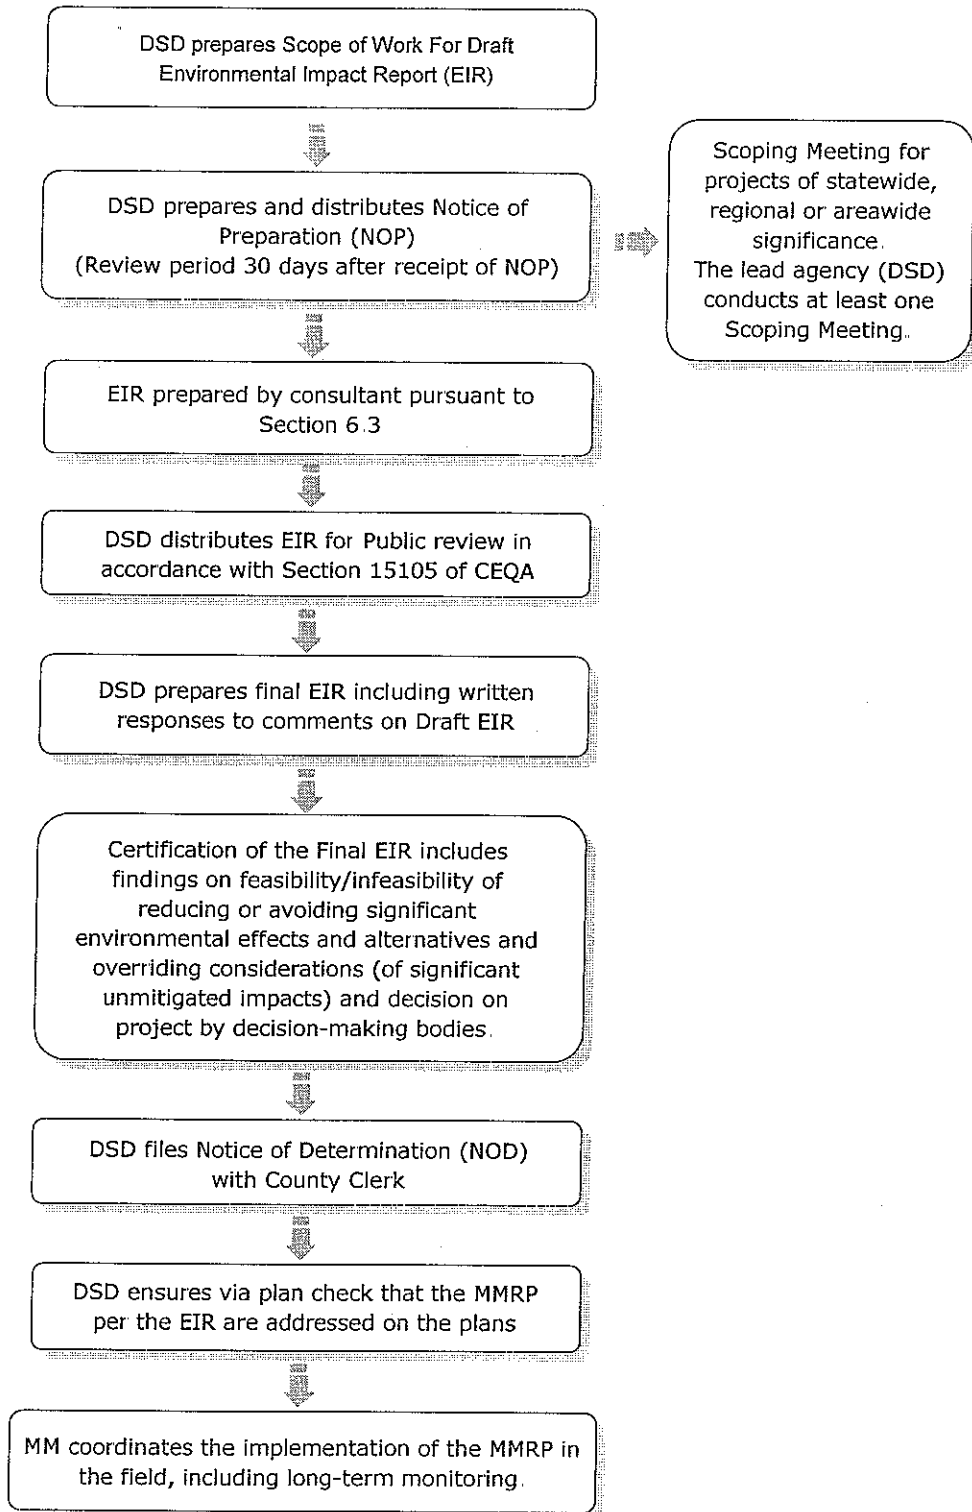 DSD prepares Scope of Work For Draft
Environmental Impact Report (EIR)
DSD prepares and distributes Notice of
Preparation (NOP)
(Review period 30 days after receipt of NOP)
Scoping Meeting for
projects of statewide,
regional or areawide
significance.
The lead agency (DSD)
conducts at least one
Scoping Meeting.
EIR prepared by consultant pursuant to
Section 6.3
DSD distributes EIR for Public review in
accordance with Section 15105 of CEQA
DSD prepares final EIR including written
responses to comments on Draft EIR
Certification of the Final EIR includes
findings on feasibility/infeasibility of
reducing or avoiding significant
environmental effects and alternatives and
overriding considerations (of significant
unmitigated impacts) and decision on
project by decision-making bodies.
DSD files Notice of Determination (NOD)
with County Clerk
DSD ensures via plan check that the MMRP
per the EIR are addressed on the plans
MM coordinates the implementation of the MMRP in
the field, including long-term monitoring.